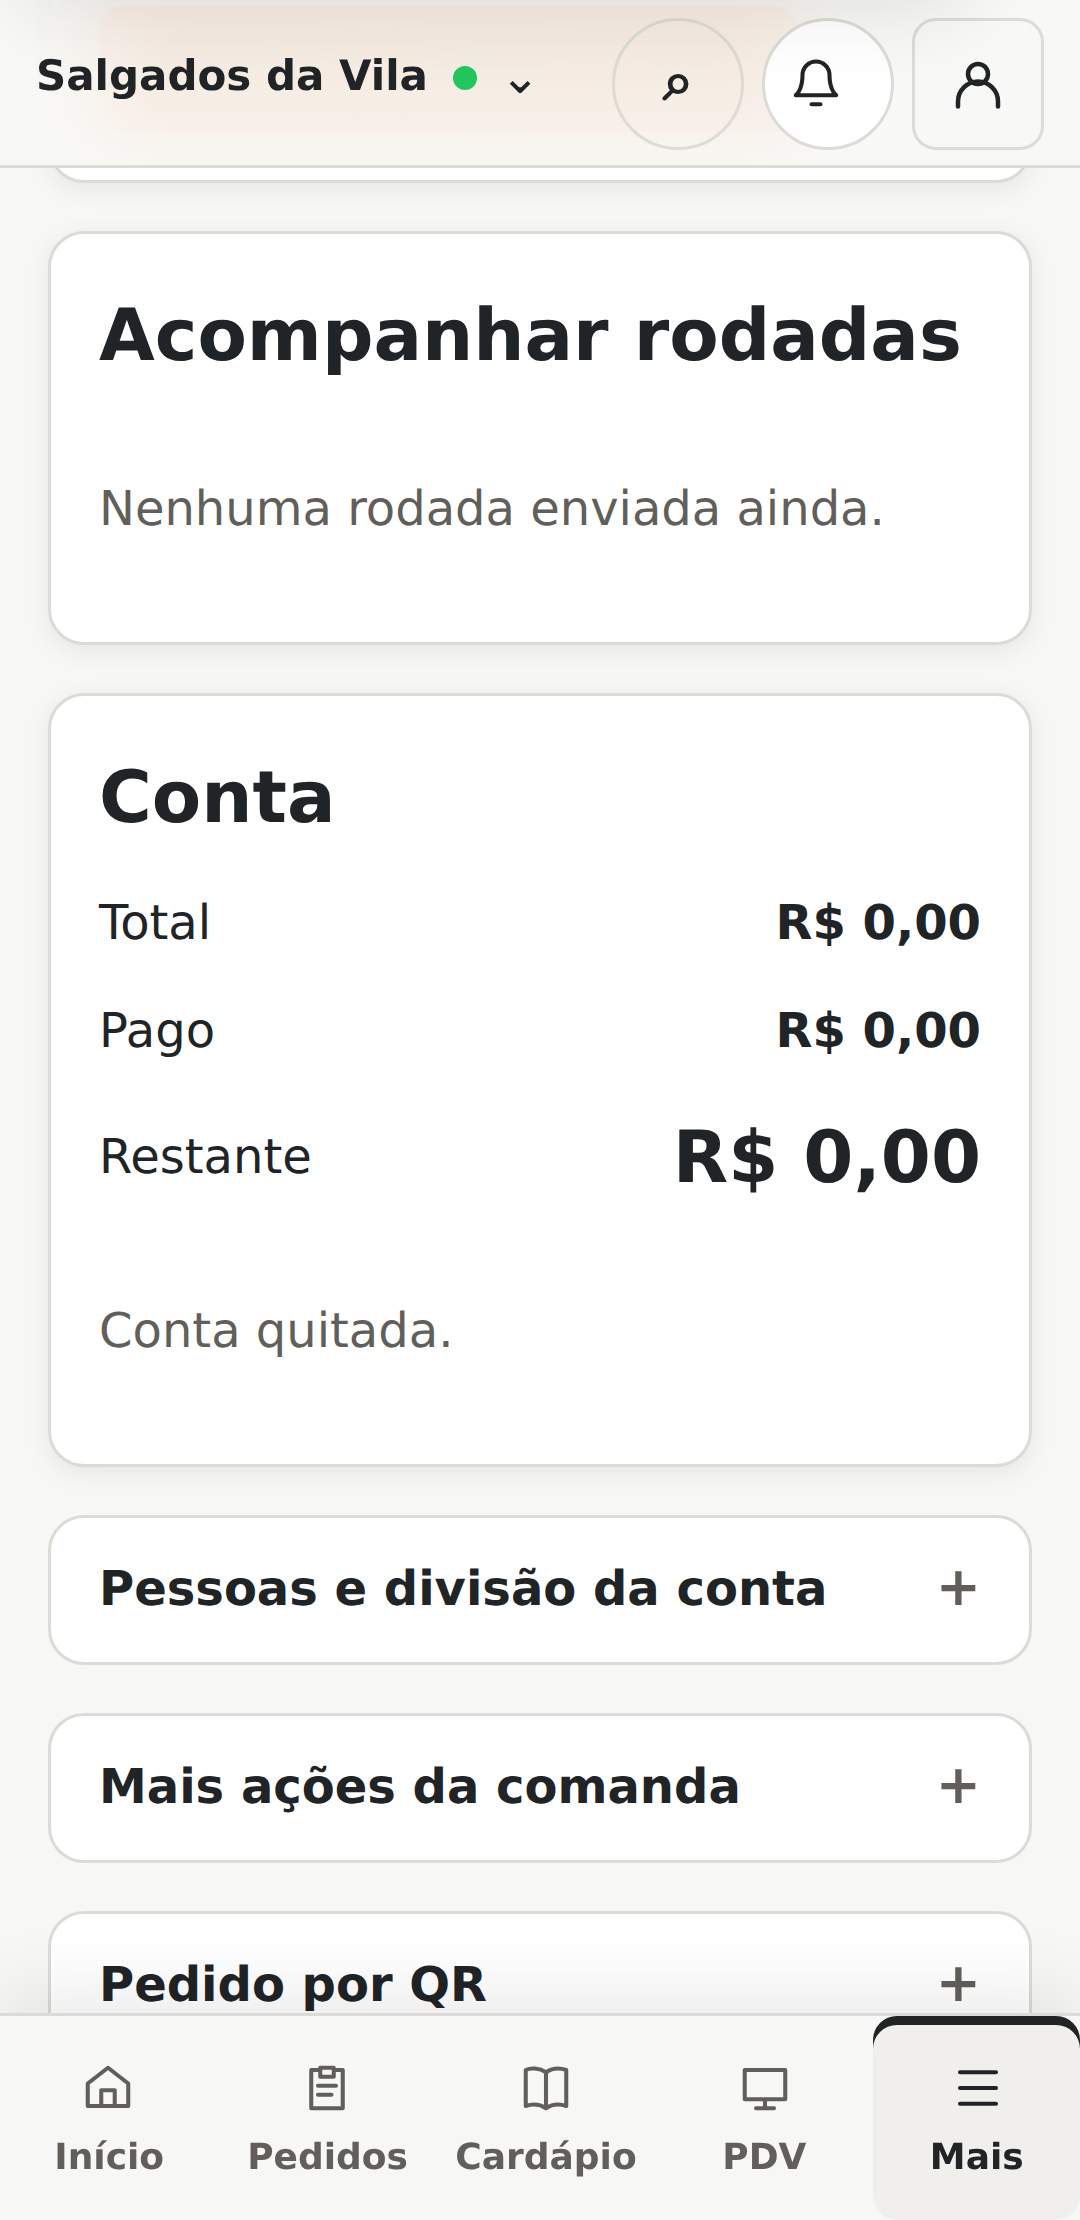 Salgados da Vila
Acompanhar rodadas
Nenhuma rodada enviada ainda.
Conta
Total R$ 0,00
Pago R$ 0,00
Restante R$ 0,00
Conta quitada.
Pessoas e divisão da conta +
Mais ações da comanda +
Pedido por QR +
Início Pedidos Cardápio PDV Mais